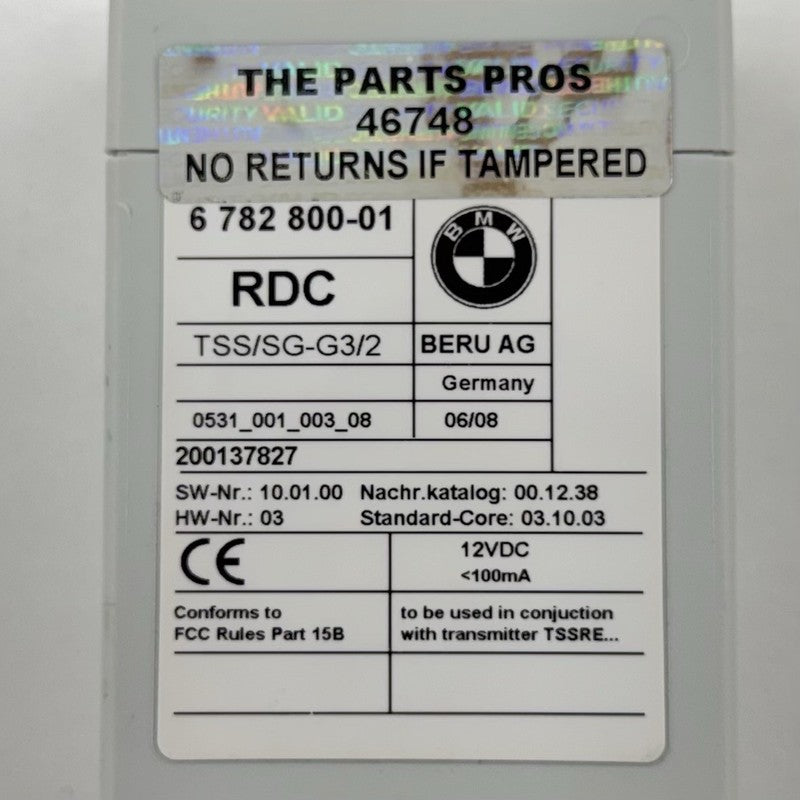 THE PARTS PROS
46748
NO RETURNS IF TAMPERED
6 782 800-01
BMW
RDC
TSS/SG-G3/2
BERU AG
Germany
0531_001_003_08
06/08
200137827
SW-Nr.: 10.01.00 Nachr.katalog: 00.12.38
HW-Nr.: 03 Standard-Core: 03.10.03
CE
12VDC
<100mA
Conforms to
FCC Rules Part 15B
to be used in conjuction
with transmitter TSSRE...